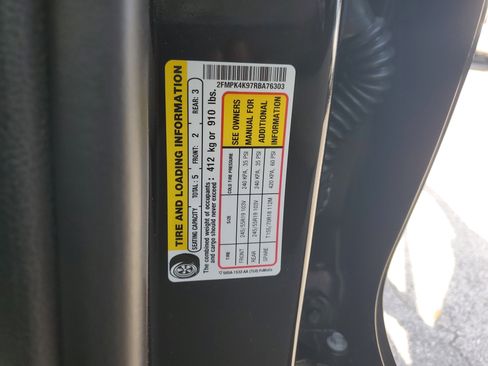 2FMPK4K97RBA76303
TIRE AND LOADING INFORMATION
SEATING CAPACITY TOTAL: 5 FRONT: 2 REAR: 3
The combined weight of occupants and cargo should never exceed : 412 kg or 910 lbs.
TIRE SIZE COLD TIRE PRESSURE
FRONT 245/55R19 103V 240 KPA, 35 PSI
REAR 245/55R19 103V 240 KPA, 35 PSI
SPARE T155/70R18 112M 420 KPA, 60 PSI
SEE OWNERS
MANUAL FOR
ADDITIONAL
INFORMATION